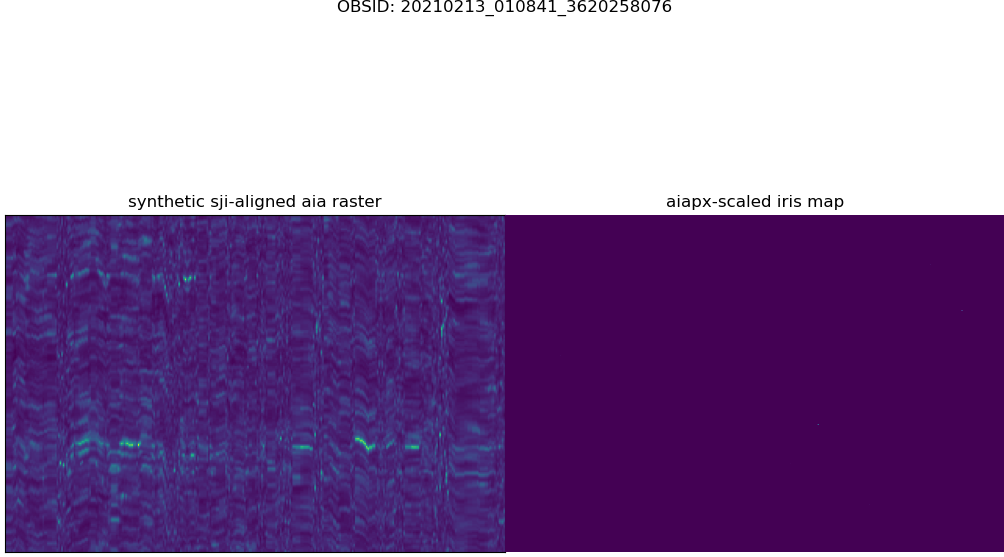 OBSID: 20210213_010841_3620258076
synthetic sji-aligned aia raster
aiapx-scaled iris map